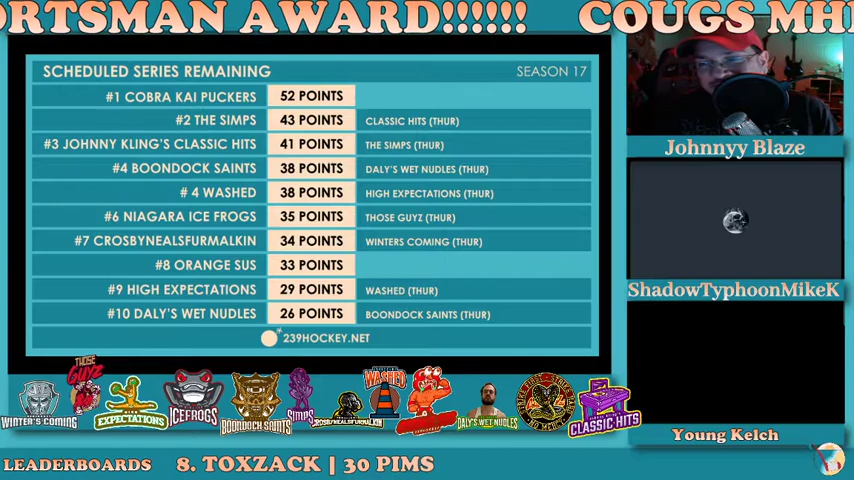 ORTSMAN AWARD!!!!!! COUGS MH
SCHEDULED SERIES REMAINING SEASON 17
#1 COBRA KAI PUCKERS 52 POINTS
#2 THE SIMPS 43 POINTS CLASSIC HITS (THUR)
#3 JOHNNY KLING'S CLASSIC HITS 41 POINTS THE SIMPS (THUR)
#4 BOONDOCK SAINTS 38 POINTS DALY'S WET NUDLES (THUR)
# 4 WASHED 38 POINTS HIGH EXPECTATIONS (THUR)
#6 NIAGARA ICE FROGS 35 POINTS THOSE GUYZ (THUR)
#7 CROSBYNEALSFURMALKIN 34 POINTS WINTERS COMING (THUR)
#8 ORANGE SUS 33 POINTS
#9 HIGH EXPECTATIONS 29 POINTS WASHED (THUR)
#10 DALY'S WET NUDLES 26 POINTS BOONDOCK SAINTS (THUR)
239HOCKEY.NET
Johnnyy Blaze
ShadowTyphoonMikeK
Young Kelch
THOSE
GUYZ
WINTER'S COMING
EXPECTATIONS
ICEFROGS
BOONDOCK SAINTS
SIMPS
CROSBYNEALSFURMALKIN
WASHED
DALY'S WET NUDLES
CLASSIC HITS
LEADERBOARDS 8. TOXZACK | 30 PIMS